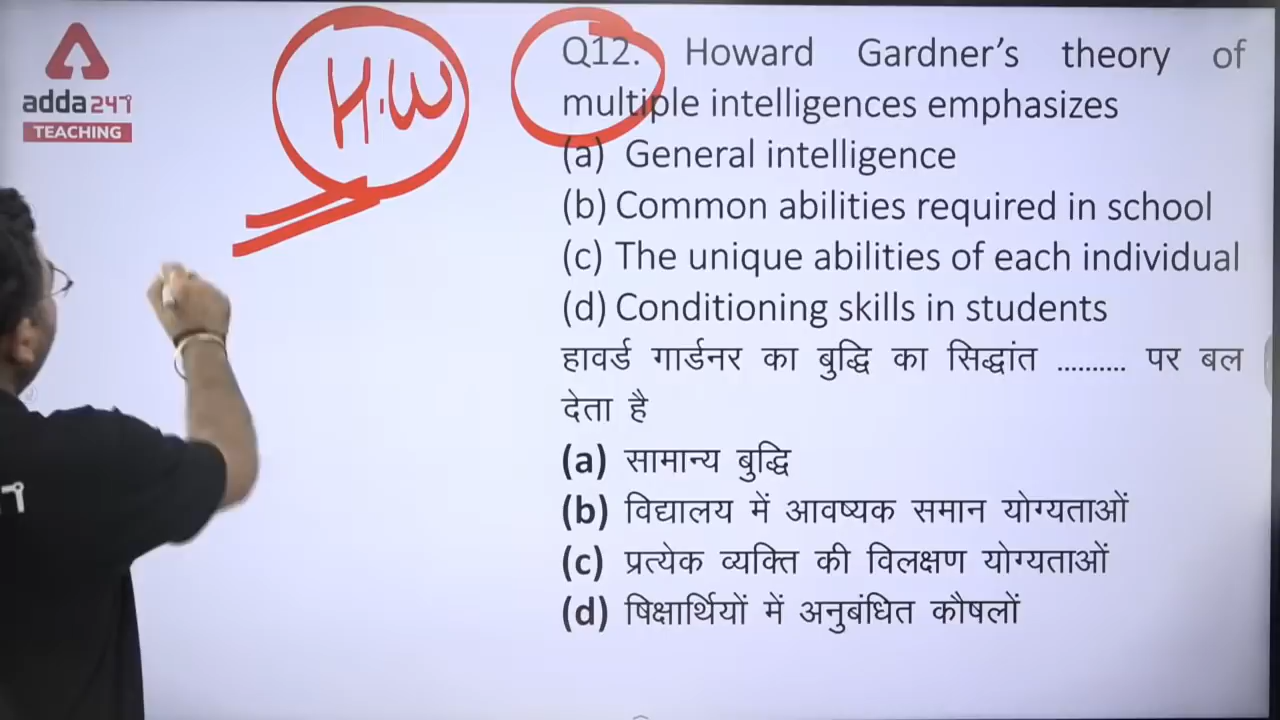 adda247
TEACHING
H.W
Q12. Howard Gardner's theory of
multiple intelligences emphasizes
(a) General intelligence
(b) Common abilities required in school
(c) The unique abilities of each individual
(d) Conditioning skills in students
हावर्ड गार्डनर का बुद्धि का सिद्धांत .......... पर बल
देता है
(a) सामान्य बुद्धि
(b) विद्यालय में आवष्यक समान योग्यताओं
(c) प्रत्येक व्यक्ति की विलक्षण योग्यताओं
(d) षिक्षार्थियों में अनुबंधित कौषलों